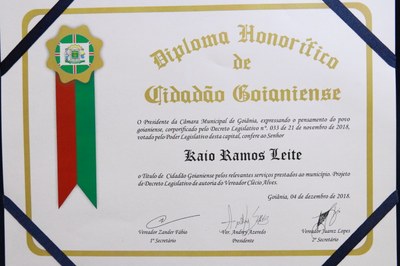 Diploma Honorífico
de
Cidadão Goianiense
O Presidente da Câmara Municipal de Goiânia, expressando o pensamento do povo
goianiense, corporificado pelo Decreto Legislativo nº. 033 de 21 de novembro de 2018,
votado pelo Poder Legislativo desta capital, confere ao Senhor
Kaio Ramos Leite
o Título de Cidadão Goianiense pelos relevantes serviços prestados ao município. Projeto
de Decreto Legislativo de autoria do Vereador Clécio Alves.
Goiânia, 04 de dezembro de 2018.
Vereador Zander Fábio
1º Secretário
Ver. Andrey Azeredo
Presidente
Vereador Juarez Lopes
2º Secretário